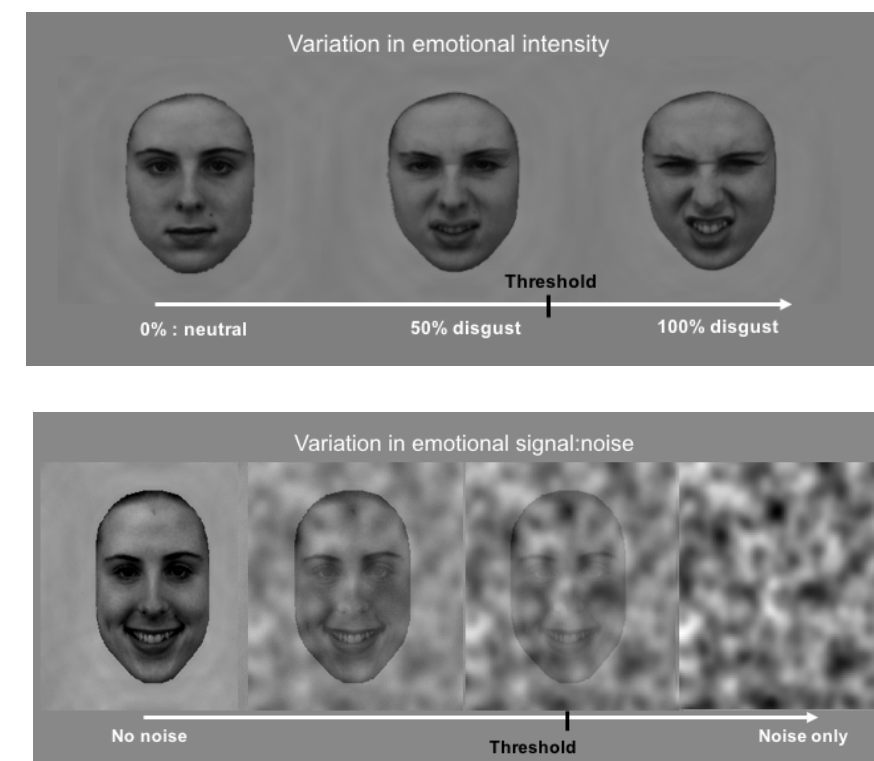 Variation in emotional intensity
Threshold
0% : neutral
50% disgust
100% disgust
Variation in emotional signal:noise
No noise
Threshold
Noise only